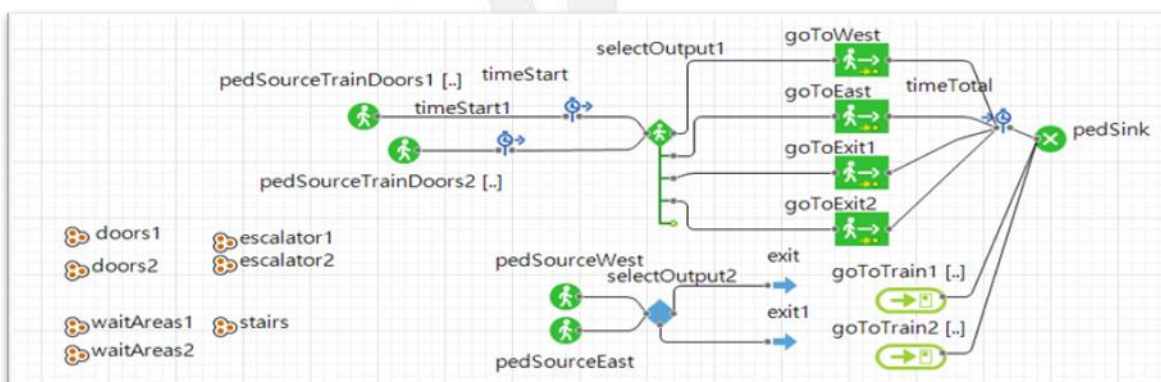 goToWest
selectOutput1
pedSourceTrainDoors1 [..]
timeStart
goToEast
timeTotal
timeStart1
pedSink
goToExit1
pedSourceTrainDoors2 [..]
goToExit2
doors1
escalator1
doors2
escalator2
pedSourceWest
exit
selectOutput2
goToTrain1 [..]
waitAreas1
stairs
exit1
goToTrain2 [..]
waitAreas2
pedSourceEast